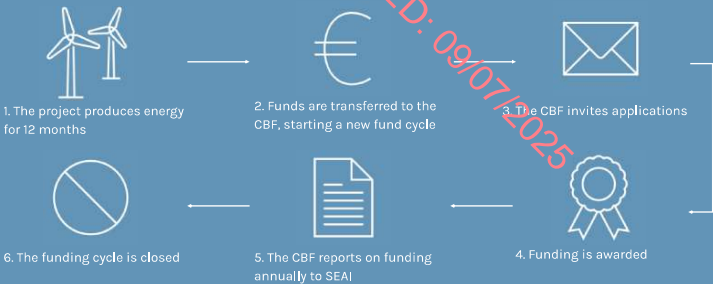 D: 09/07/2025
1. The project produces energy
for 12 months
2. Funds are transferred to the
CBF, starting a new fund cycle
3. The CBF invites applications
4. Funding is awarded
5. The CBF reports on funding
annually to SEAI
6. The funding cycle is closed